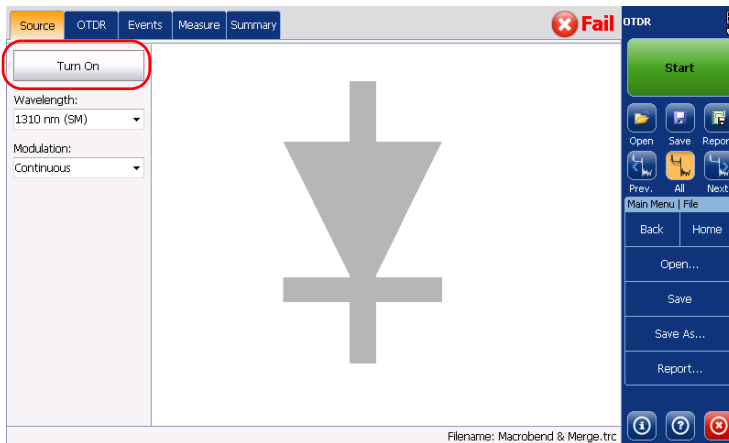 Source OTDR Events Measure Summary Fail OTDR
Turn On
Start
Wavelength:
1310 nm (SM)
Open Save Repor
Modulation:
Continuous
Prev. All Next
Main Menu | File
Back Home
Open...
Save
Save As...
Report...
Filename: Macrobend & Merge.trc